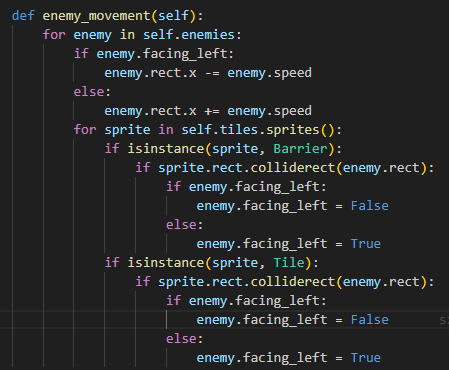 def enemy_movement(self):
    for enemy in self.enemies:
        if enemy.facing_left:
            enemy.rect.x -= enemy.speed
        else:
            enemy.rect.x += enemy.speed
        for sprite in self.tiles.sprites():
            if isinstance(sprite, Barrier):
                if sprite.rect.colliderect(enemy.rect):
                    if enemy.facing_left:
                        enemy.facing_left = False
                    else:
                        enemy.facing_left = True
            if isinstance(sprite, Tile):
                if sprite.rect.colliderect(enemy.rect):
                    if enemy.facing_left:
                        enemy.facing_left = False
                    else:
                        enemy.facing_left = True